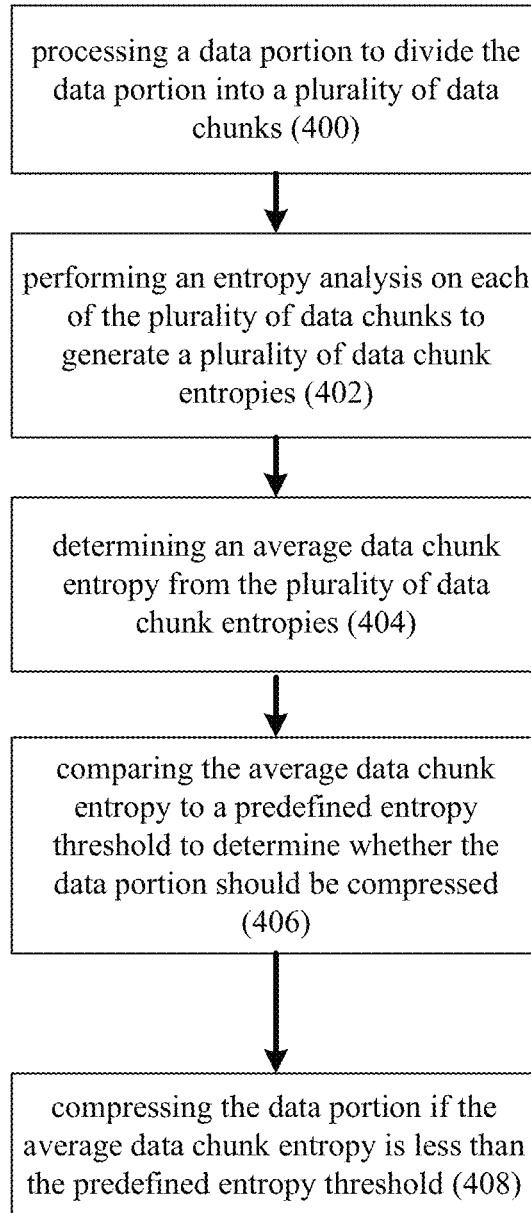 processing a data portion to divide the
data portion into a plurality of data
chunks (400)
performing an entropy analysis on each
of the plurality of data chunks to
generate a plurality of data chunk
entropies (402)
determining an average data chunk
entropy from the plurality of data
chunk entropies (404)
comparing the average data chunk
entropy to a predefined entropy
threshold to determine whether the
data portion should be compressed
(406)
compressing the data portion if the
average data chunk entropy is less than
the predefined entropy threshold (408)